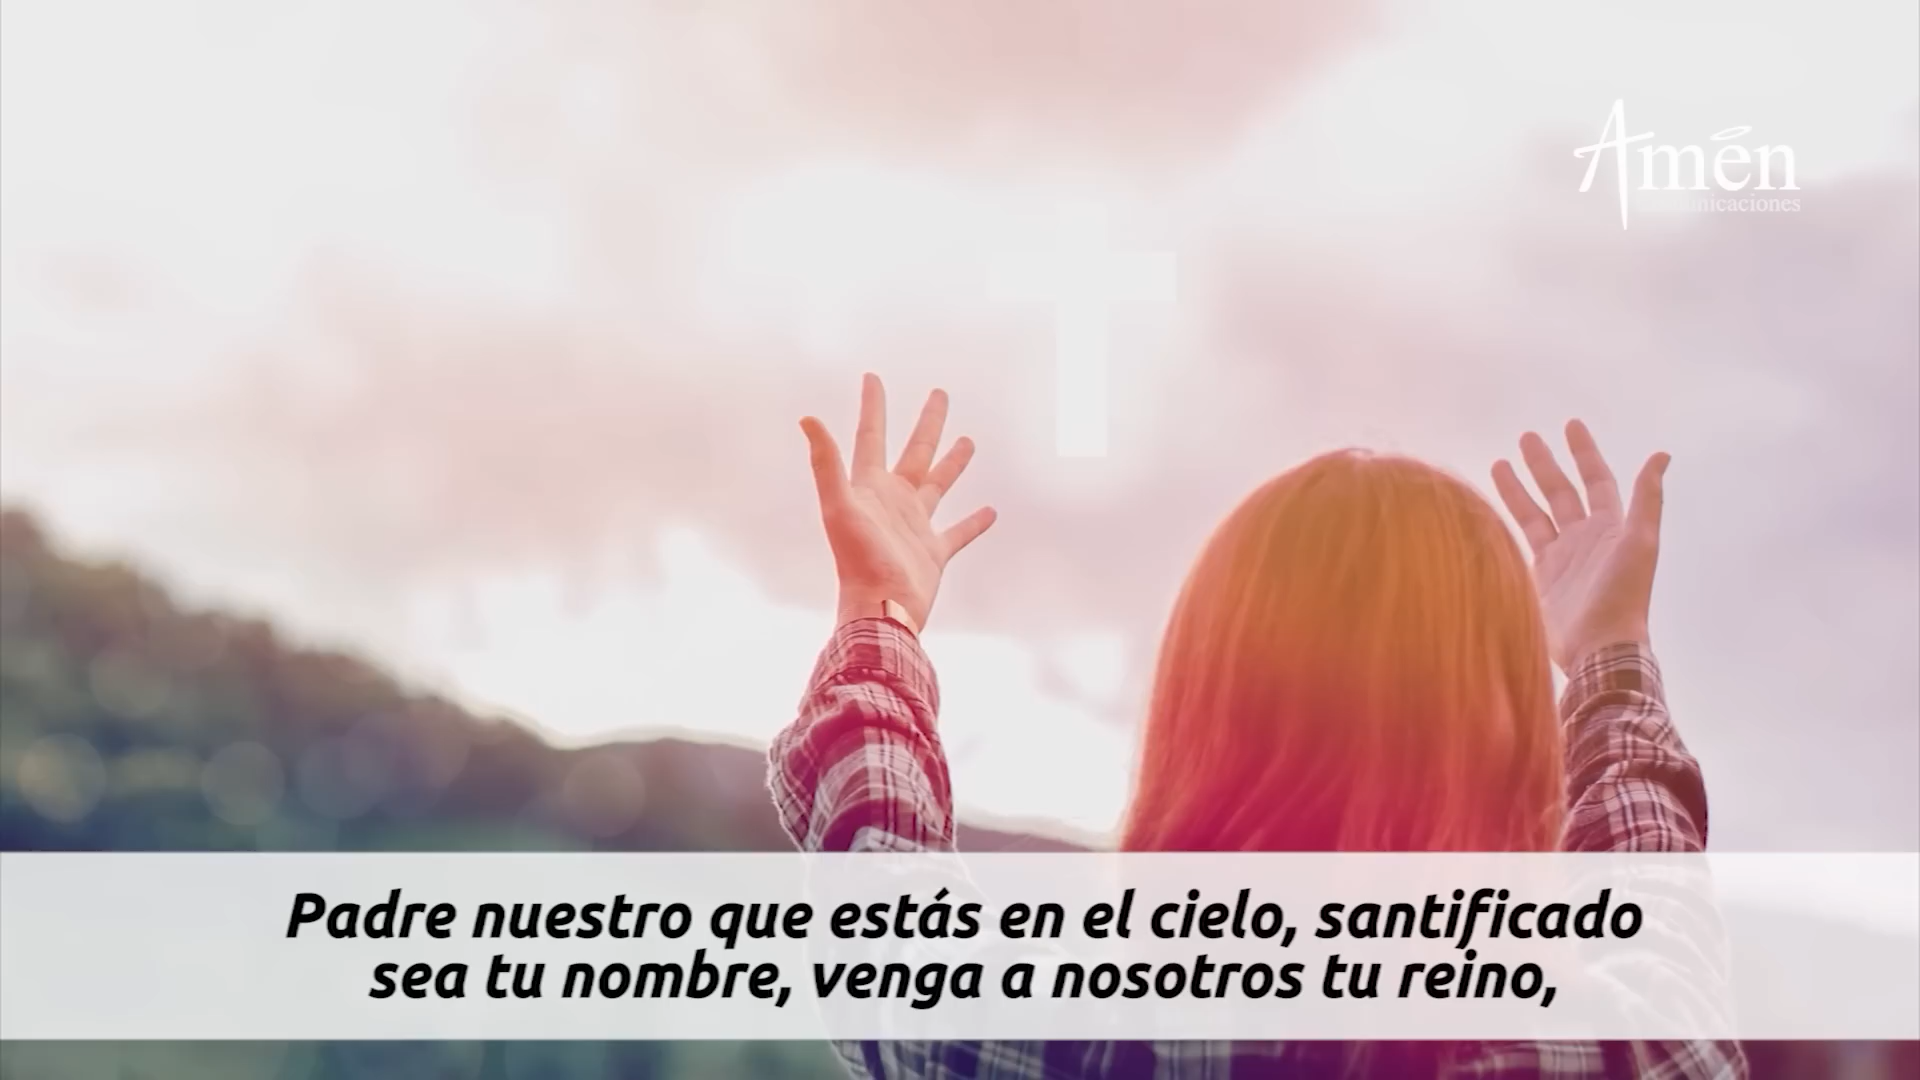 Amén
Padre nuestro que estás en el cielo, santificado
sea tu nombre, venga a nosotros tu reino,